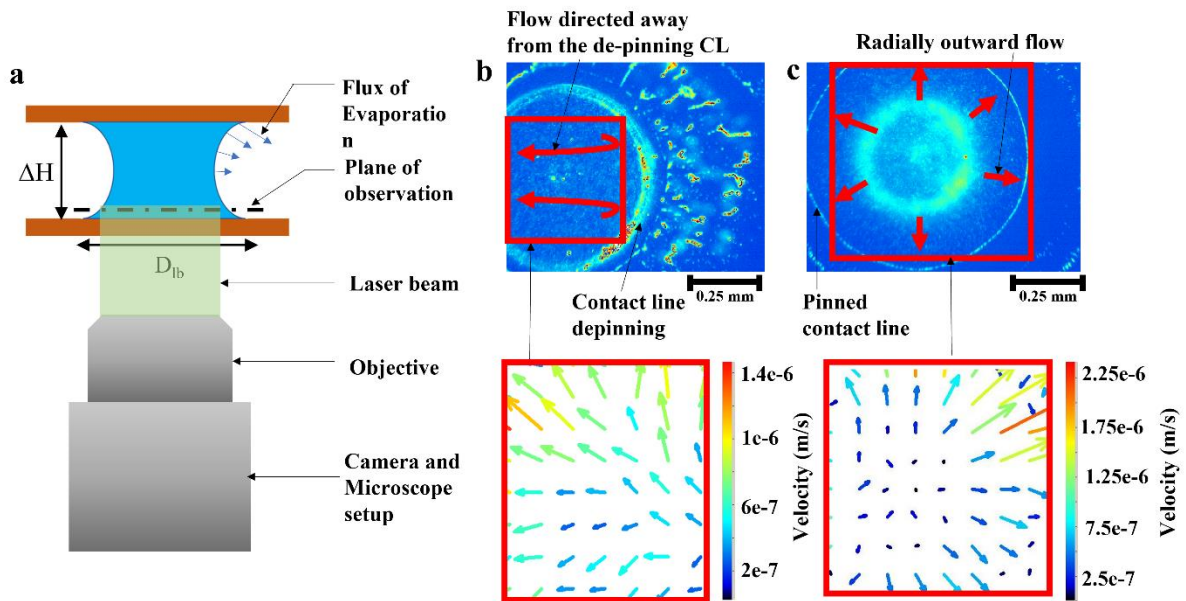 a
Flux of
Evaporatio
n
Plane of
observation
ΔH
D_lb
Laser beam
Objective
Camera and
Microscope
setup
Flow directed away
from the de-pinning CL
b
0.25 mm
Contact line
depinning
1.4e-6
1e-6
6e-7
2e-7
Velocity (m/s)
Radially outward flow
c
0.25 mm
Pinned
contact line
2.25e-6
1.75e-6
1.25e-6
7.5e-7
2.5e-7
Velocity (m/s)